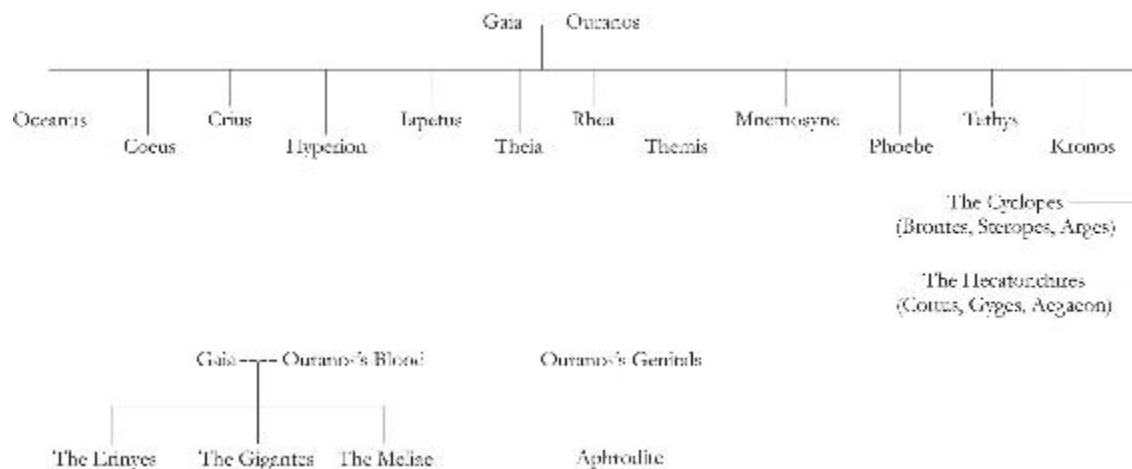 Gaia Ouranos
Oceanus Crius Iapetus Rhea Mnemosyne Tethys
Coeus Hyperion Theia Themis Phoebe Kronos
The Cyclopes
(Brontes, Steropes, Arges)
The Hecatonchires
(Cottus, Gyges, Aegaeon)
Gaia Ouranos's Blood Ouranos's Genitals
The Erinyes The Gigantes The Meliae Aphrodite